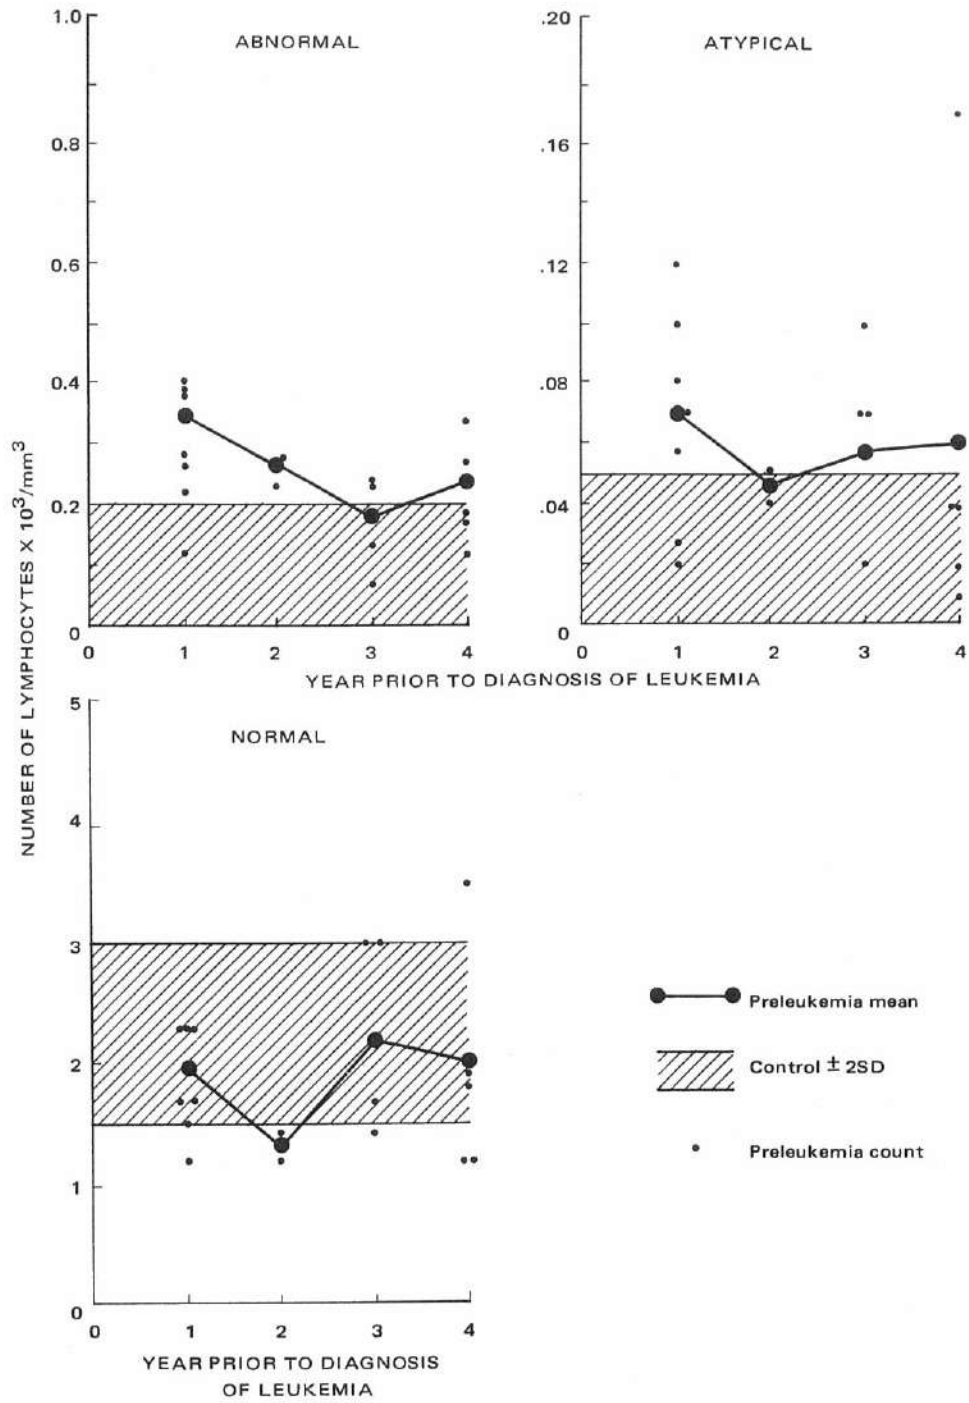 ABNORMAL
1.0
0.8
0.6
0.4
0.2
0
0 1 2 3 4
ATYPICAL
.20
.16
.12
.08
.04
0
0 1 2 3 4
NUMBER OF LYMPHOCYTES X 10³/mm³
YEAR PRIOR TO DIAGNOSIS OF LEUKEMIA
NORMAL
5
4
3
2
1
0
0 1 2 3 4
YEAR PRIOR TO DIAGNOSIS
OF LEUKEMIA
Preleukemia mean
Control ± 2SD
Preleukemia count